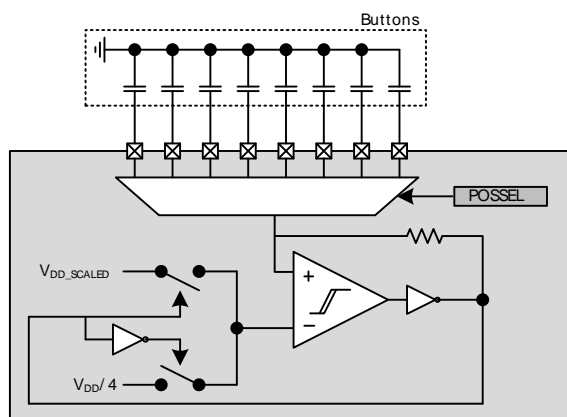 Buttons
POSSEL
VDD_SCALED
+
−
VDD/ 4